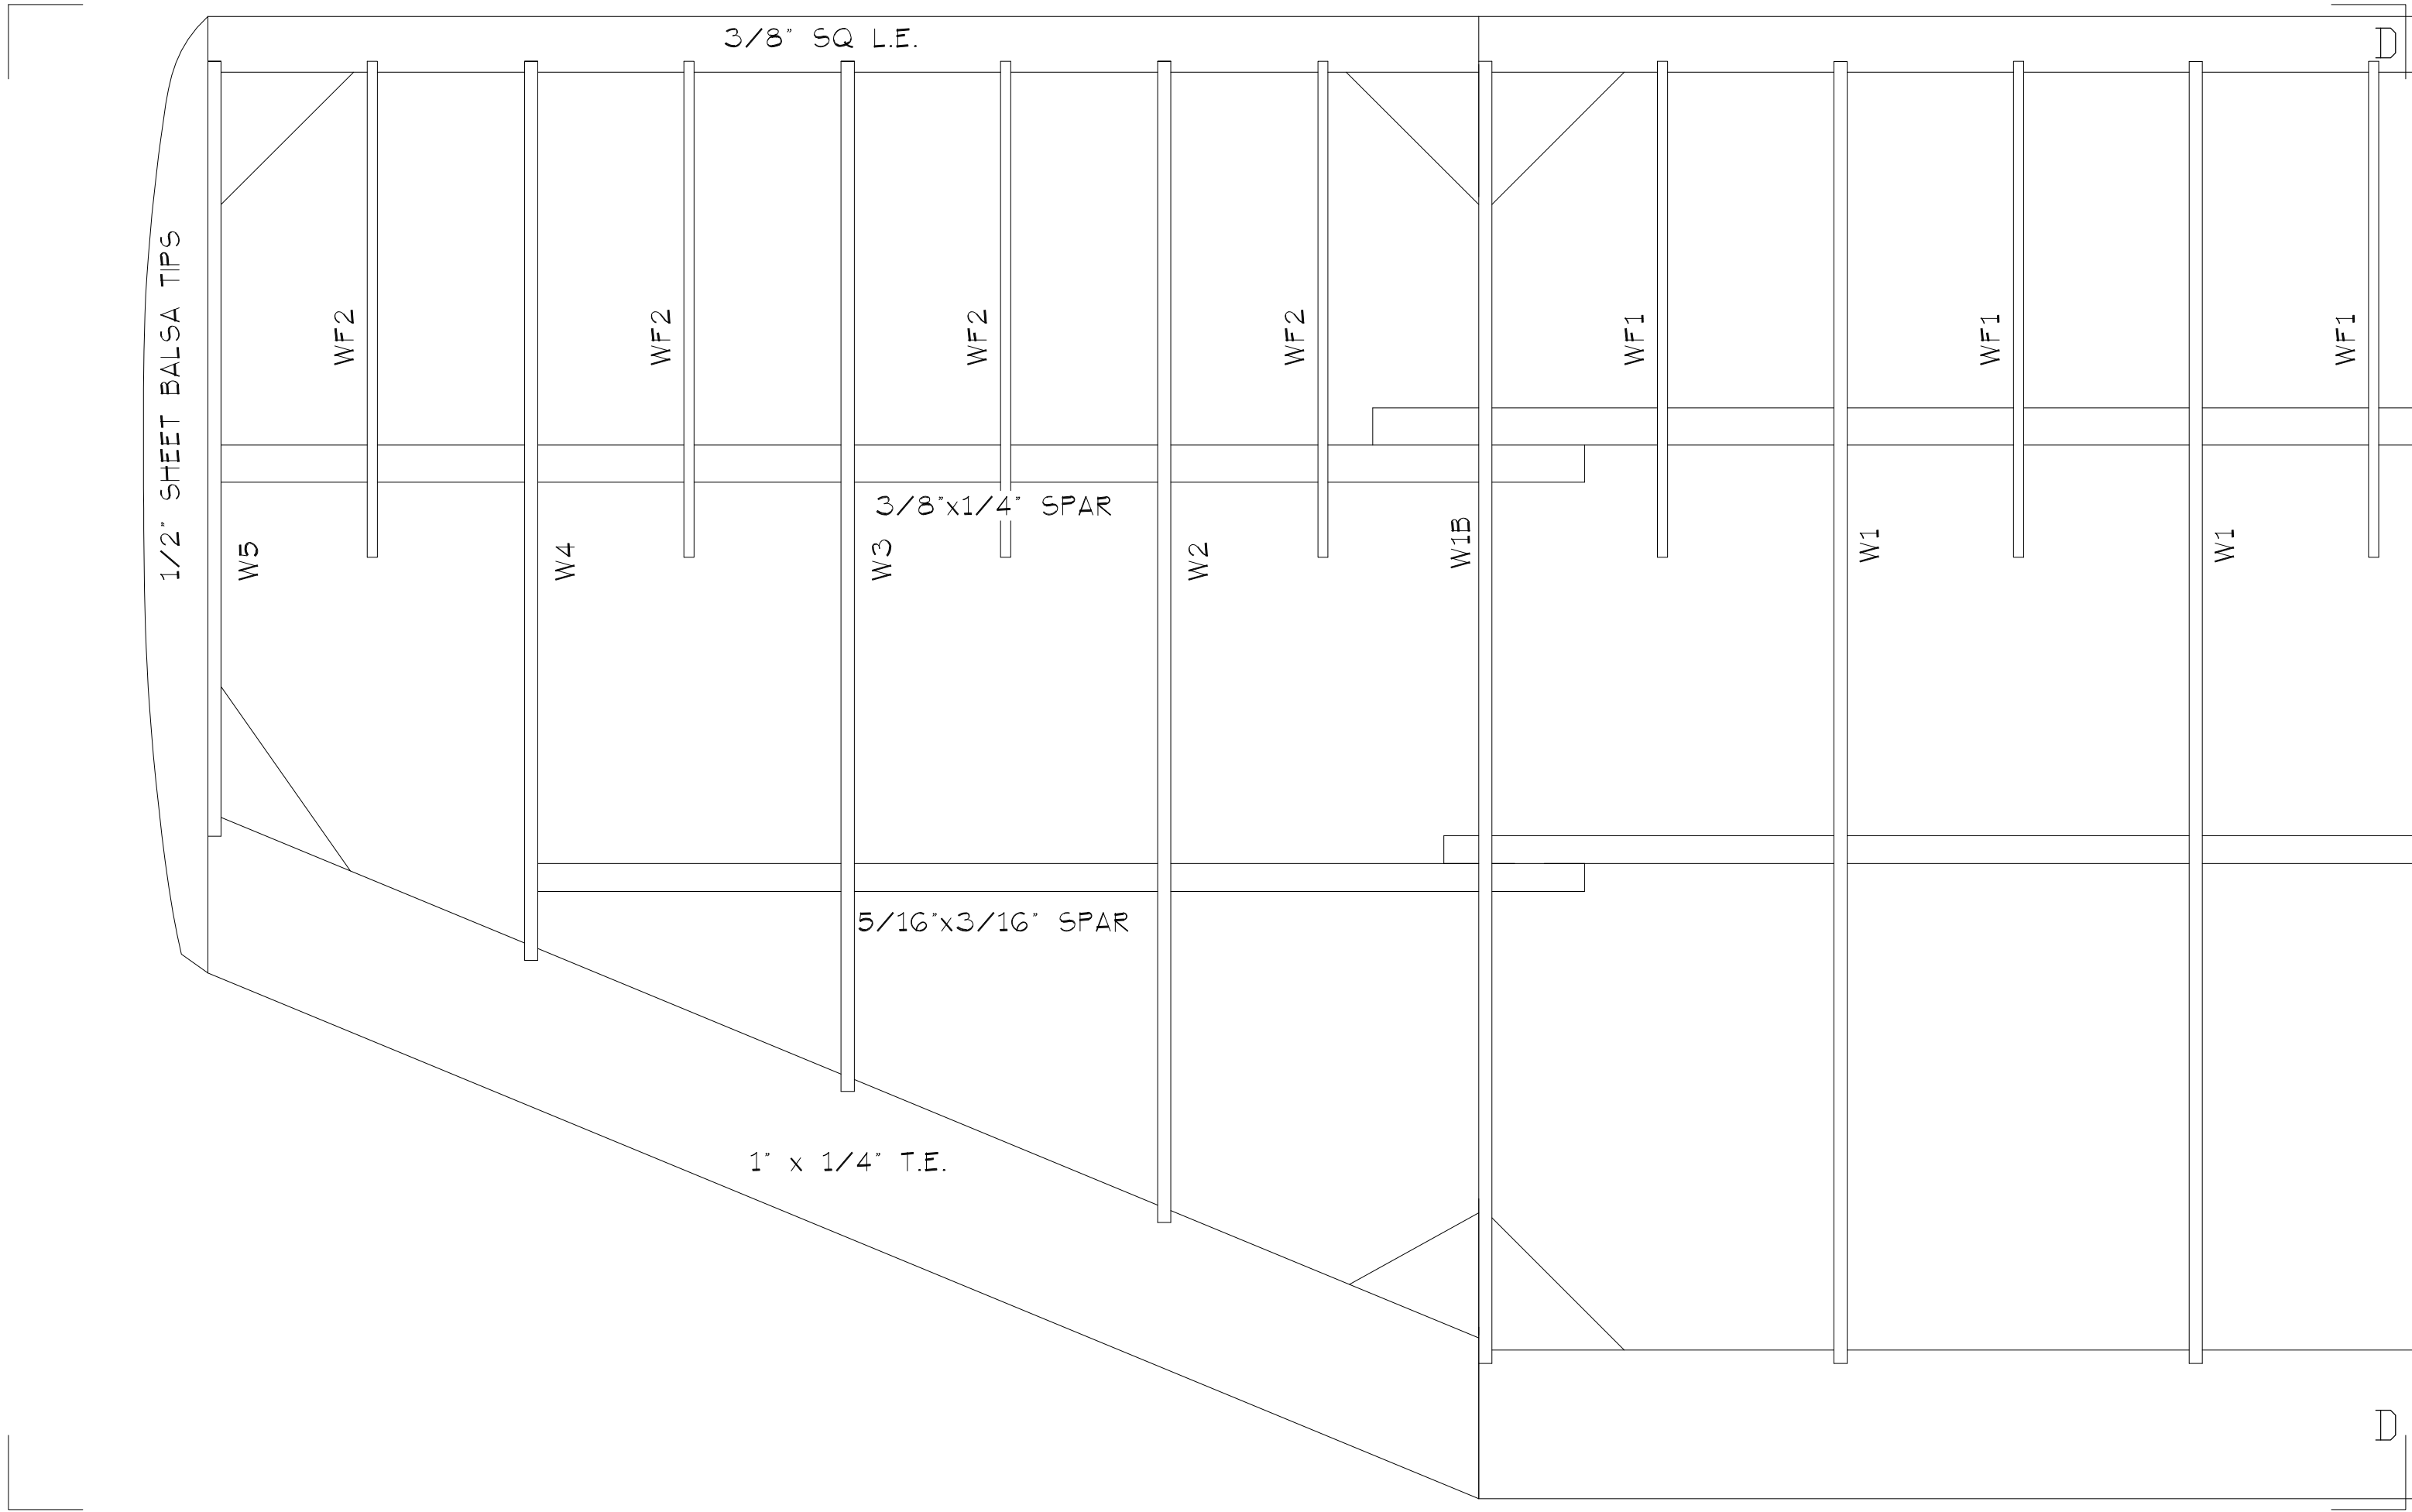 3/8" SQ L.E.
D
1/2" SHEET BALSA TIPS
WF2
WF2
WF2
WF2
WF1
WF1
WF1
3/8"x1/4" SPAR
W5
W4
W3
W2
W1B
W1
W1
5/16"x3/16" SPAR
1" x 1/4" T.E.
D